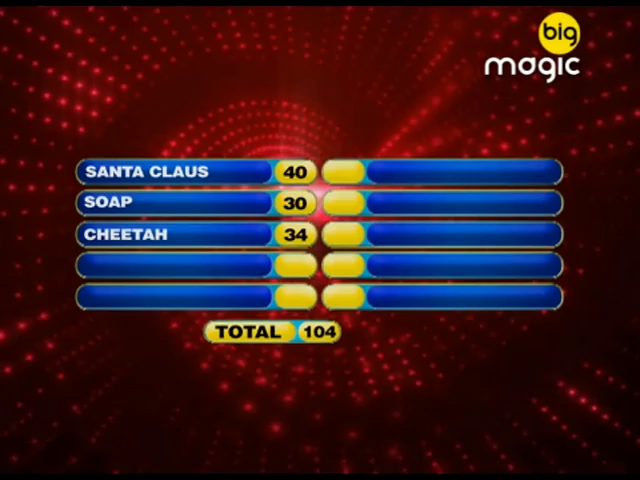 big
magic
SANTA CLAUS 40
SOAP 30
CHEETAH 34
TOTAL 104